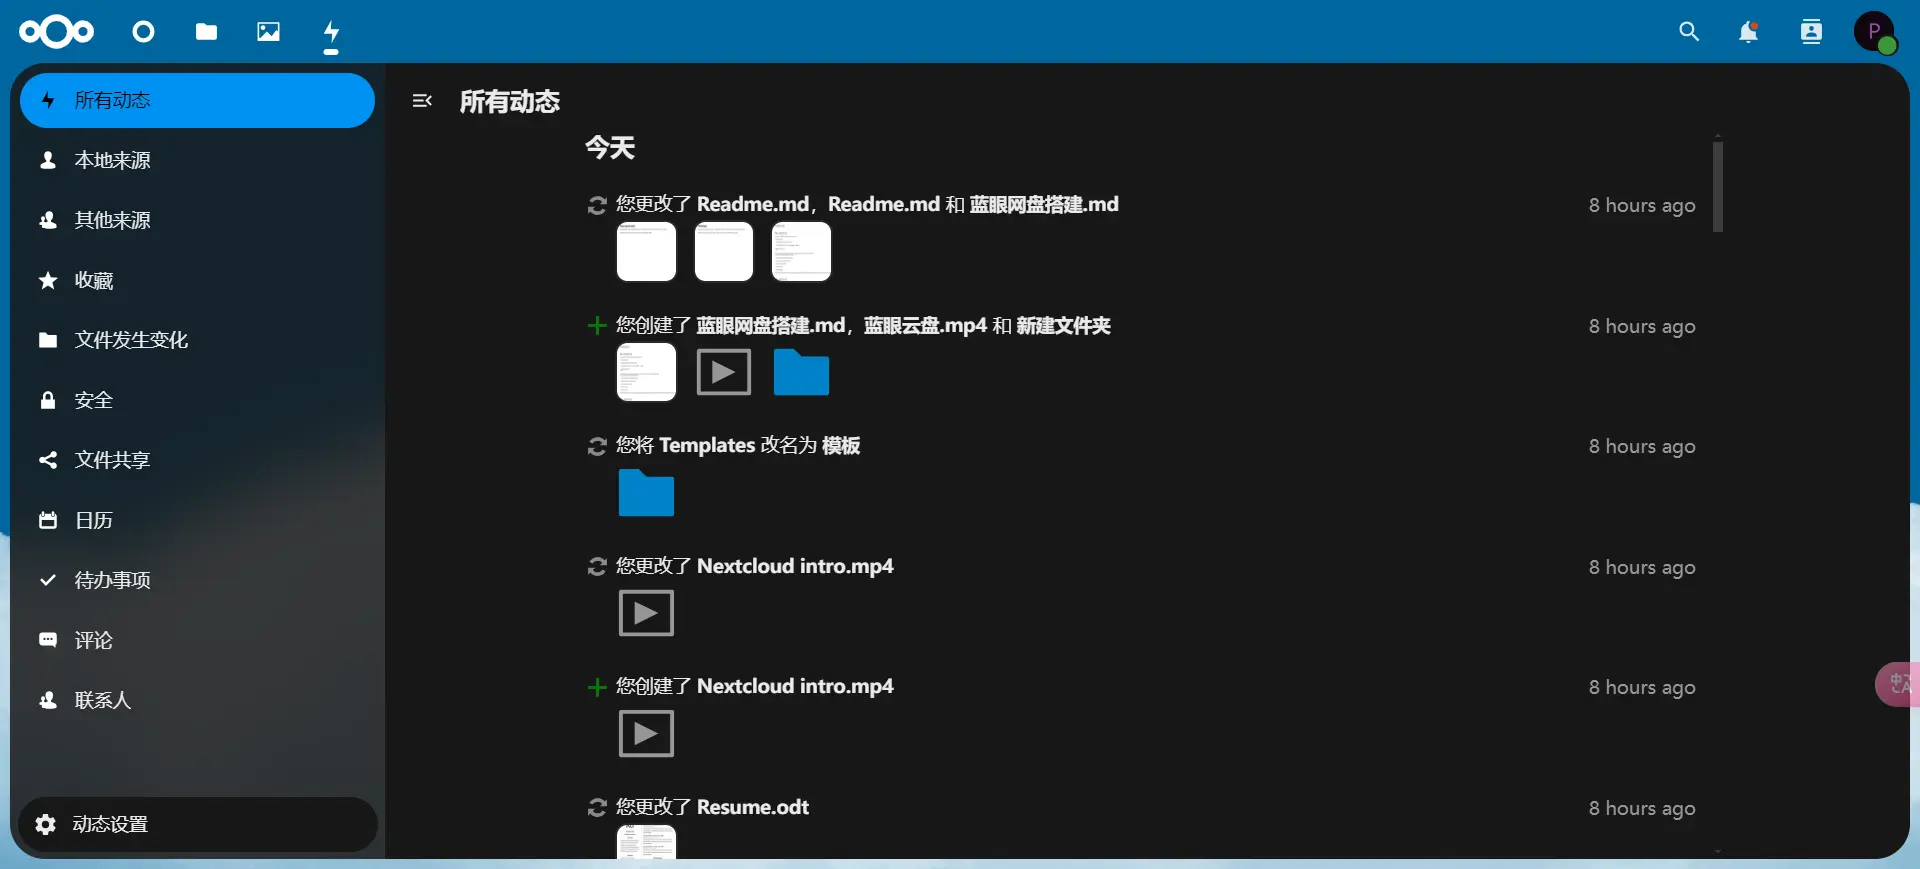 P
所有动态
本地来源
其他来源
收藏
文件发生变化
安全
文件共享
日历
待办事项
评论
联系人
动态设置
所有动态
今天
您更改了 Readme.md，Readme.md 和 蓝眼网盘搭建.md
8 hours ago
您创建了 蓝眼网盘搭建.md，蓝眼云盘.mp4 和 新建文件夹
8 hours ago
您将 Templates 改名为 模板
8 hours ago
您更改了 Nextcloud intro.mp4
8 hours ago
您创建了 Nextcloud intro.mp4
8 hours ago
您更改了 Resume.odt
8 hours ago
中A